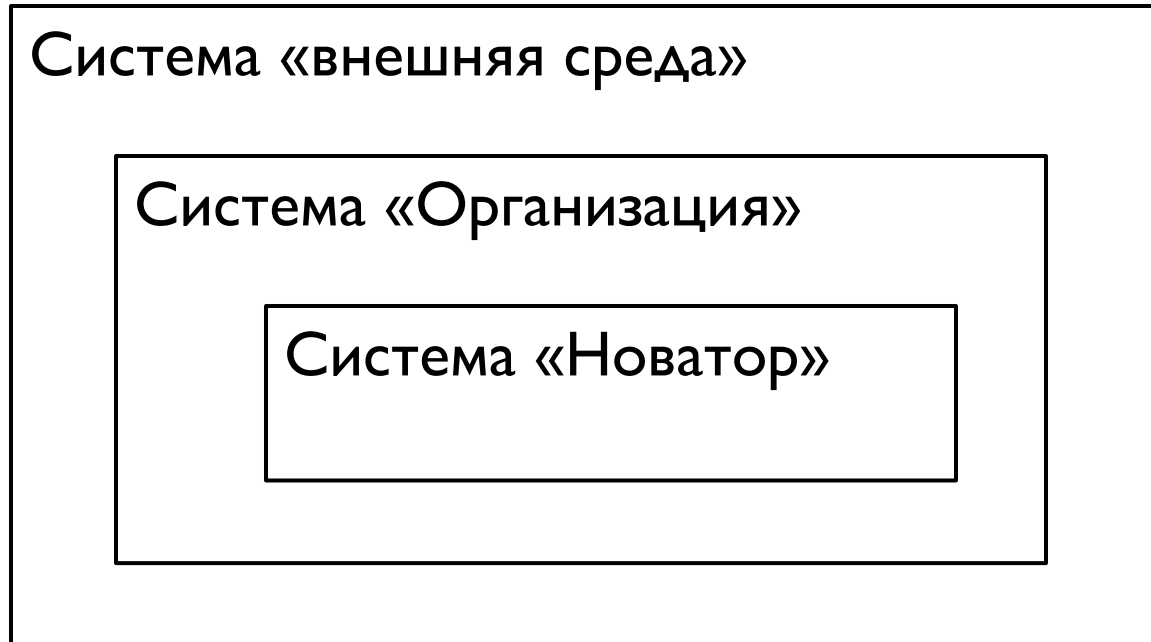 Система «внешняя среда»
Система «Организация»
Система «Новатор»